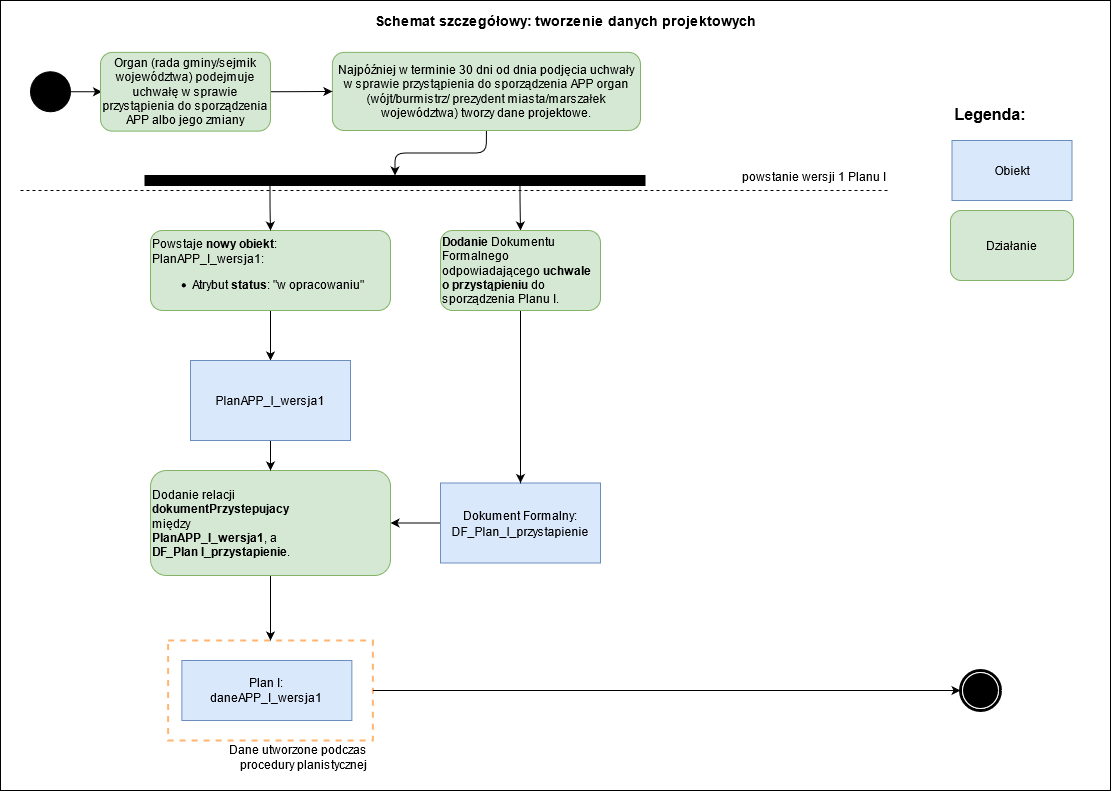 Schemat szczegółowy: tworzenie danych projektowych
Organ (rada gminy/sejmik
województwa) podejmuje
uchwałę w sprawie
przystąpienia do sporządzenia
APP albo jego zmiany
Najpóźniej w terminie 30 dni od dnia podjęcia uchwały
w sprawie przystąpienia do sporządzenia APP organ
(wójt/burmistrz/ prezydent miasta/marszałek
województwa) tworzy dane projektowe.
Legenda:
Obiekt
Działanie
powstanie wersji 1 Planu I
Powstaje nowy obiekt:
PlanAPP_I_wersja1:
• Atrybut status: "w opracowaniu"
Dodanie Dokumentu
Formalnego
odpowiadającego uchwale
o przystąpieniu do
sporządzenia Planu I.
PlanAPP_I_wersja1
Dodanie relacji
dokumentPrzystepujacy
między
PlanAPP_I_wersja1, a
DF_Plan I_przystapienie.
Dokument Formalny:
DF_Plan_I_przystapienie
Plan I:
daneAPP_I_wersja1
Dane utworzone podczas
procedury planistycznej